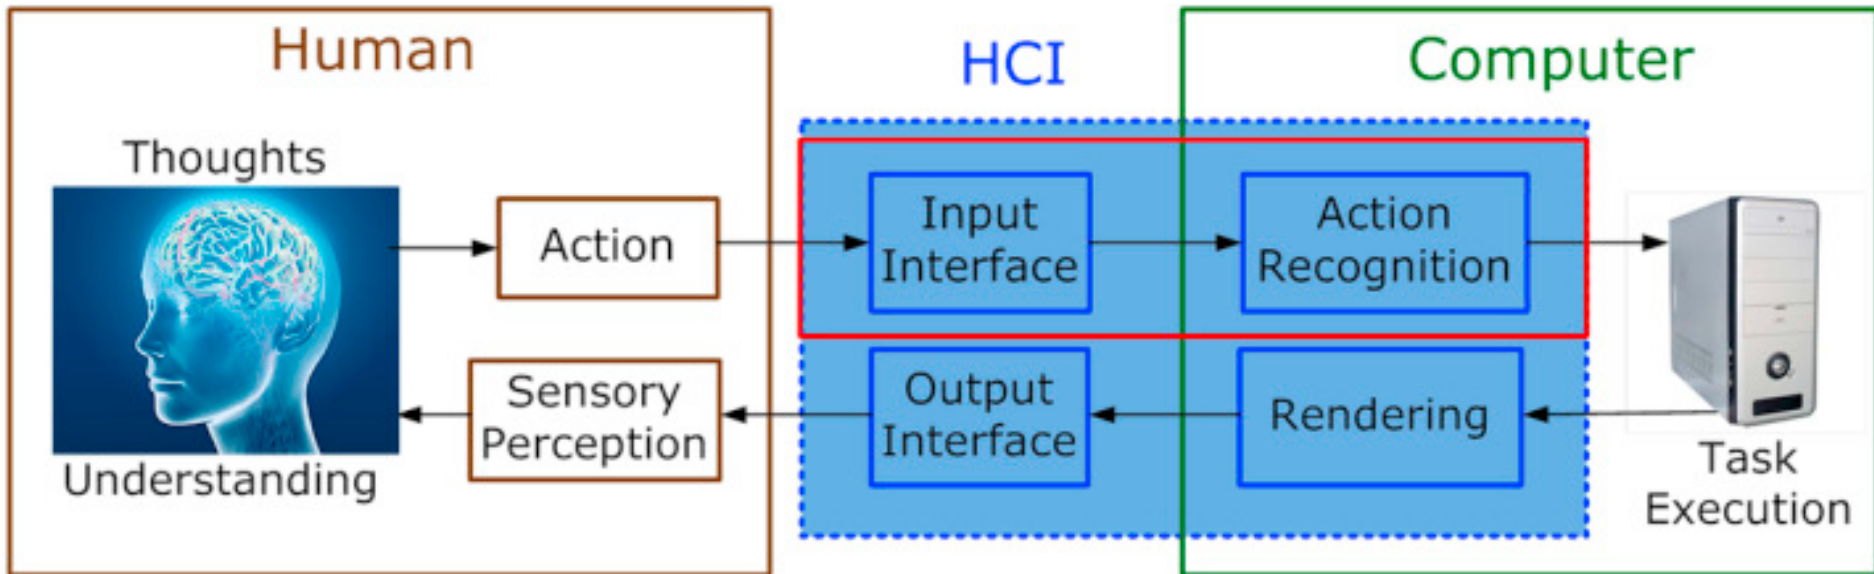 Human
HCI
Computer
Thoughts
Action
Input
Interface
Action
Recognition
Sensory
Perception
Output
Interface
Rendering
Understanding
Task
Execution